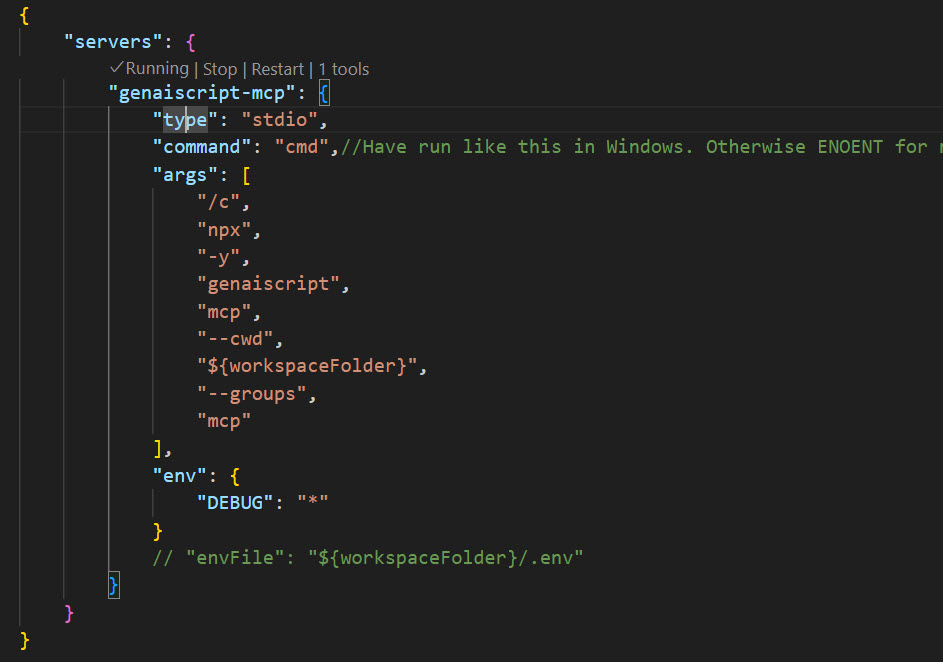 {
"servers": {
✓Running | Stop | Restart | 1 tools
"genaiscript-mcp": {
"type": "stdio",
"command": "cmd",//Have run like this in Windows. Otherwise ENOENT for
"args": [
"/c",
"npx",
"-y",
"genaiscript",
"mcp",
"--cwd",
"${workspaceFolder}",
"--groups",
"mcp"
],
"env": {
"DEBUG": "*"
}
// "envFile": "${workspaceFolder}/.env"
}
}
}